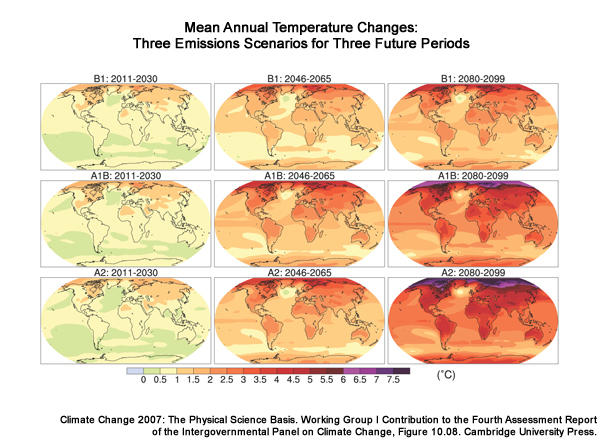 Mean Annual Temperature Changes:
Three Emissions Scenarios for Three Future Periods
B1: 2011-2030 B1: 2046-2065 B1: 2080-2099
A1B: 2011-2030 A1B: 2046-2065 A1B: 2080-2099
A2: 2011-2030 A2: 2046-2065 A2: 2080-2099
0 0.5 1 1.5 2 2.5 3 3.5 4 4.5 5 5.5 6 6.5 7 7.5 (°C)
Climate Change 2007: The Physical Science Basis. Working Group I Contribution to the Fourth Assessment Report
of the Intergovernmental Panel on Climate Change, Figure 10.08. Cambridge University Press.